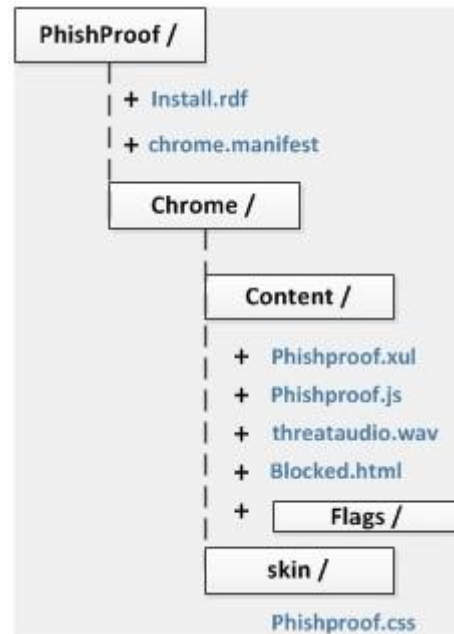 PhishProof /
+ Install.rdf
+ chrome.manifest
Chrome /
Content /
+ Phishproof.xul
+ Phishproof.js
+ threataudio.wav
+ Blocked.html
+ Flags /
skin /
Phishproof.css